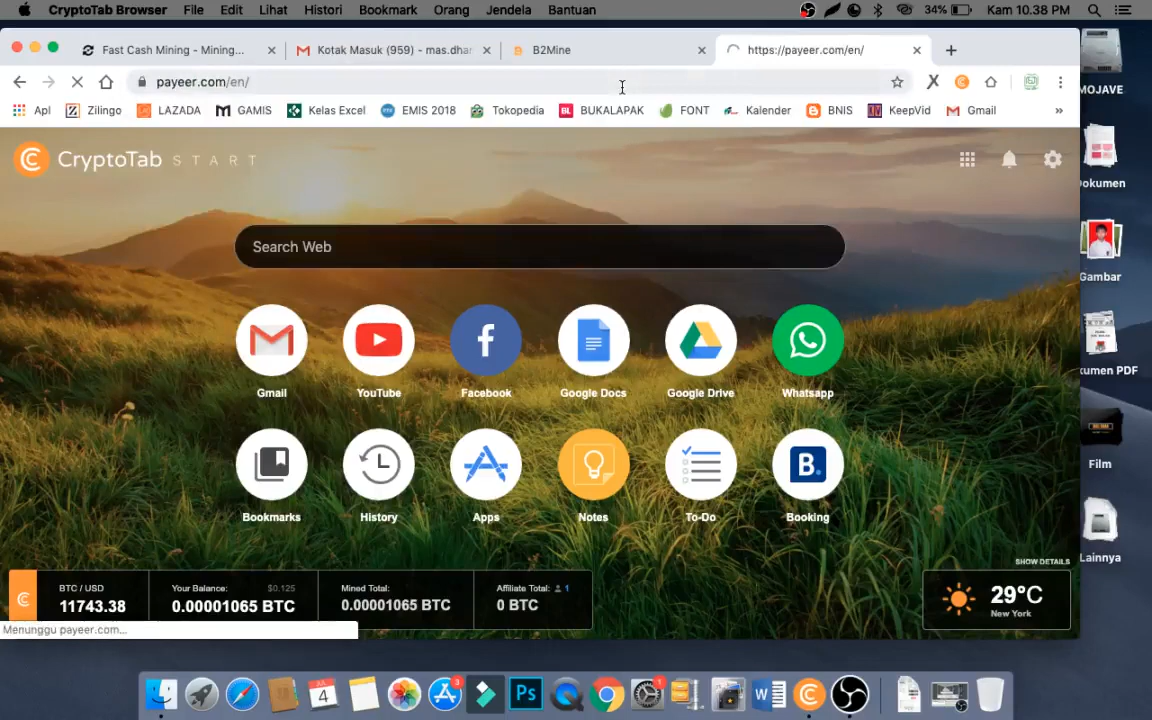 CryptoTab Browser File Edit Lihat Histori Bookmark Orang Jendela Bantuan 34% Kam 10.38 PM
Fast Cash Mining - Mining... Kotak Masuk (959) - mas.dhar B2Mine https://payeer.com/en/
payeer.com/en/
Apl Zilingo LAZADA GAMIS Kelas Excel EMIS 2018 Tokopedia BUKALAPAK FONT Kalender BNIS KeepVid Gmail »
MOJAVE
CryptoTab START
Search Web
Dokumen
Gambar
Gmail YouTube Facebook Google Docs Google Drive Whatsapp
kumen PDF
Film
Bookmarks History Apps Notes To-Do Booking
Lainnya
SHOW DETAILS
BTC / USD Your Balance: $0.125 Mined Total: Affiliate Total: 1
11743.38 0.00001065 BTC 0.00001065 BTC 0 BTC
29°C
New York
Menunggu payeer.com...
JUL
4
3
Ps
1
W